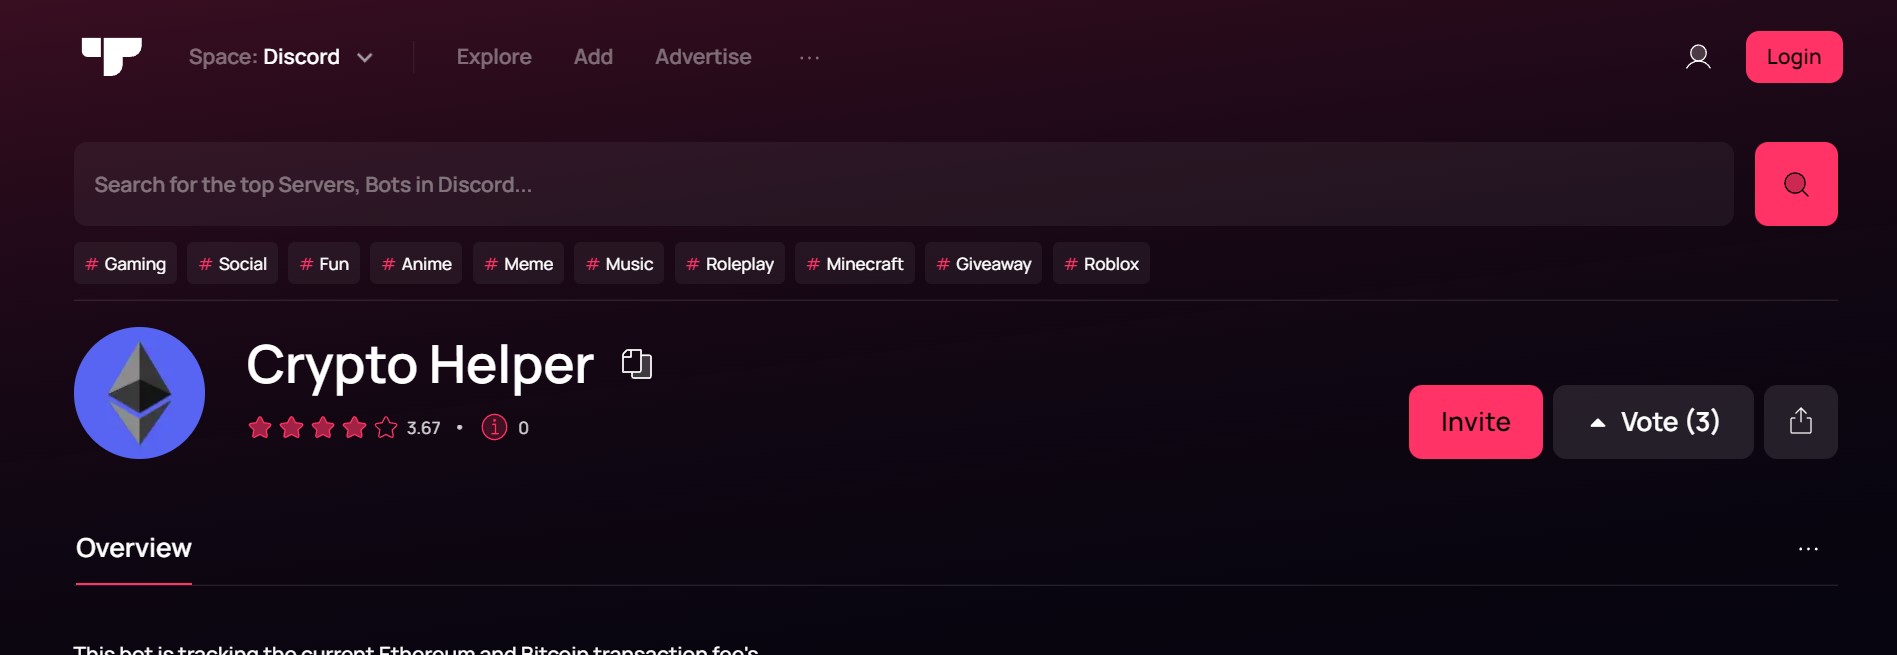 Space: Discord Explore Add Advertise ... Login
Search for the top Servers, Bots in Discord...
# Gaming # Social # Fun # Anime # Meme # Music # Roleplay # Minecraft # Giveaway # Roblox
Crypto Helper
3.67 • 0
Invite Vote (3)
Overview ...
This bot is tracking the current Ethereum and Bitcoin transaction fee's